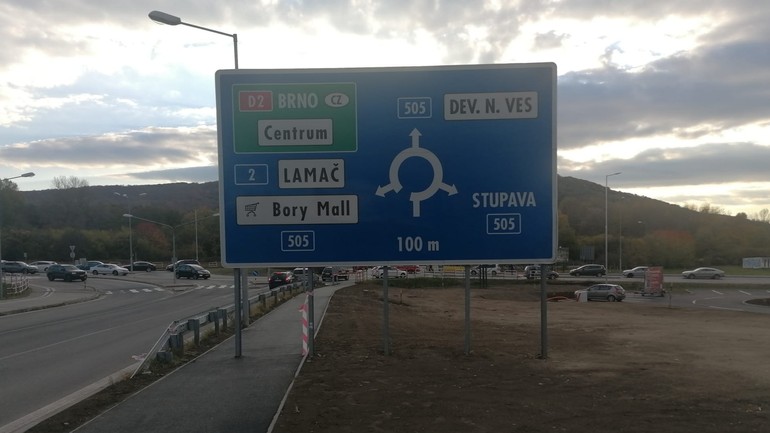 D2 BRNO CZ
Centrum
2 LAMAČ
Bory Mall
505
505 DEV. N. VES
STUPAVA
505
100 m